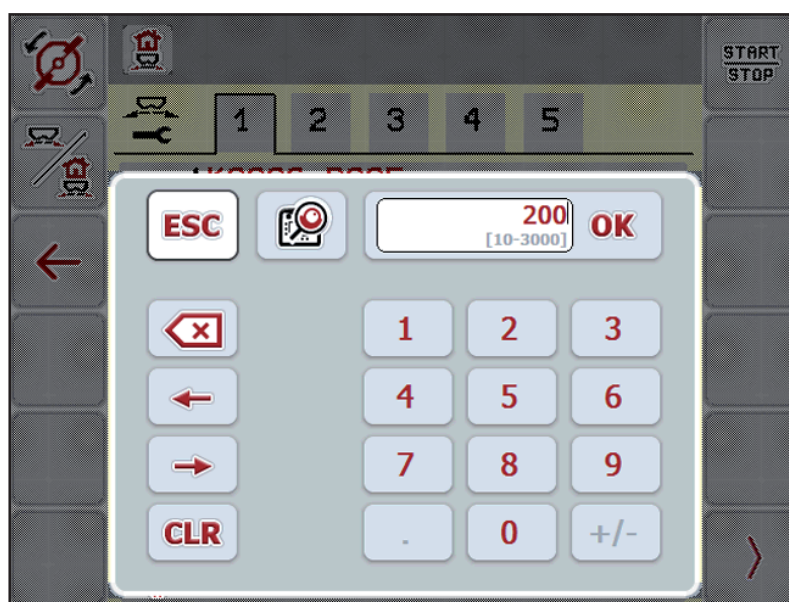 START
STOP
1 2 3 4 5
ESC
200
[10-3000]
OK
1 2 3
4 5 6
7 8 9
CLR . 0 +/-